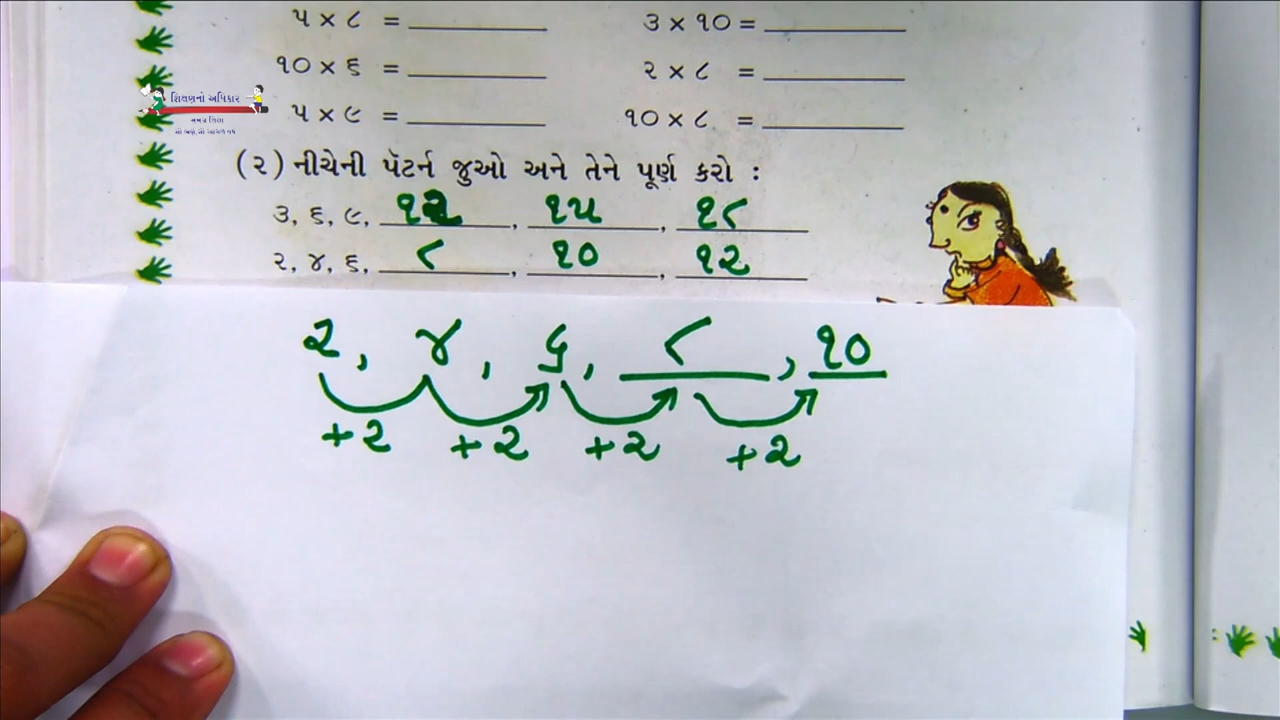 ૫ × ૮ = ________ ૩ × ૧૦ = ________
૧૦ × ૬ = ________ ૨ × ૮ = ________
શિક્ષણનો અધિકાર
૫ × ૯ = ________ ૧૦ × ૮ = ________
(૨) નીચેની પૅટર્ન જુઓ અને તેને પૂર્ણ કરો :
૩, ૬, ૯, ૧૨, ૧૫, ૧૮
૨, ૪, ૬, ૮, ૧૦, ૧૨
૨, ૪, ૬, ૮, ૧૦
+૨ +૨ +૨ +૨